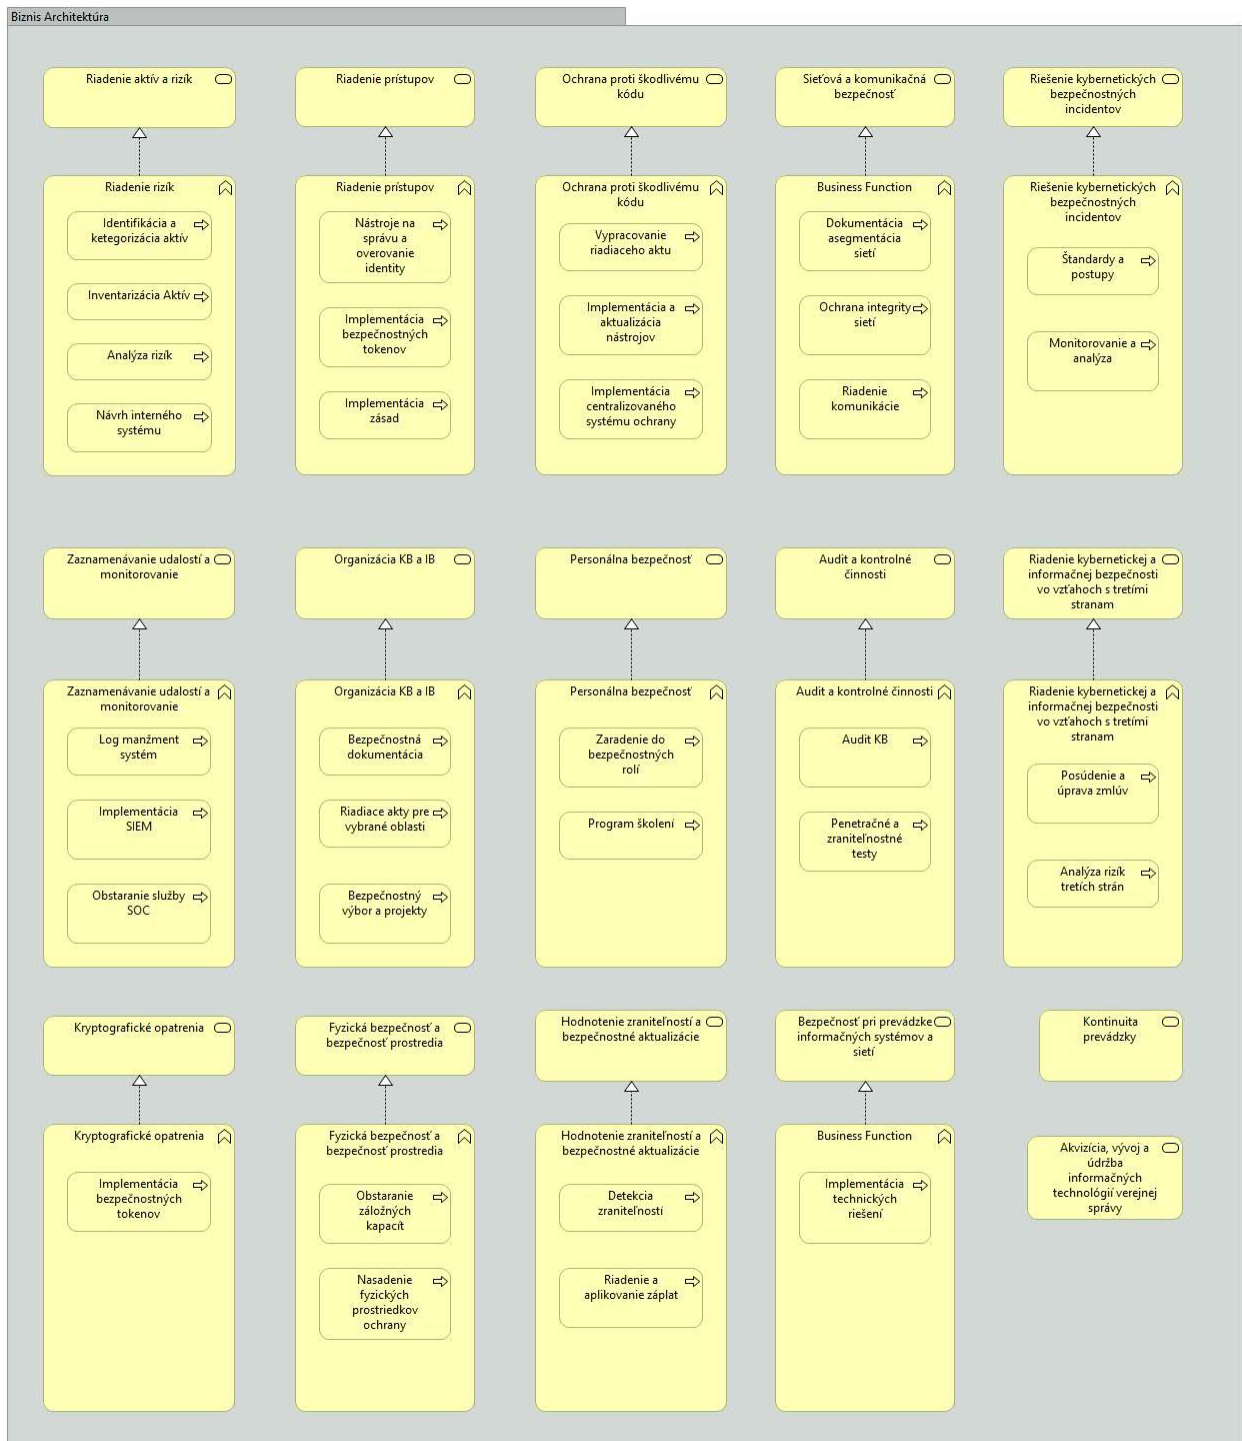 Biznis Architektúra
Riadenie aktív a rizík
Riadenie prístupov
Ochrana proti škodlivému
kódu
Sieťová a komunikačná
bezpečnosť
Riešenie kybernetických
bezpečnostných
incidentov
Riadenie rizík
Identifikácia a
ketegorizácia aktív
Inventarizácia Aktív
Analýza rizík
Návrh interného
systému
Riadenie prístupov
Nástroje na
správu a
overovanie
identity
Implementácia
bezpečnostných
tokenov
Implementácia
zásad
Ochrana proti škodlivému
kódu
Vypracovanie
riadiaceho aktu
Implementácia a
aktualizácia
nástrojov
Implementácia
centralizovaného
systému ochrany
Business Function
Dokumentácia
asegmentácia
sietí
Ochrana integrity
sietí
Riadenie
komunikácie
Riešenie kybernetických
bezpečnostných
incidentov
Štandardy a
postupy
Monitorovanie a
analýza
Zaznamenávanie udalostí a
monitorovanie
Organizácia KB a IB
Personálna bezpečnosť
Audit a kontrolné
činnosti
Riadenie kybernetickej a
informačnej bezpečnosti
vo vzťahoch s tretími
stranam
Zaznamenávanie udalostí a
monitorovanie
Log manžment
systém
Implementácia
SIEM
Obstaranie služby
SOC
Organizácia KB a IB
Bezpečnostná
dokumentácia
Riadiace akty pre
vybrané oblasti
Bezpečnostný
výbor a projekty
Personálna bezpečnosť
Zaradenie do
bezpečnostných
rolí
Program školení
Audit a kontrolné činnosti
Audit KB
Penetračné a
zraniteľnostné
testy
Riadenie kybernetickej a
informačnej bezpečnosti
vo vzťahoch s tretími
stranam
Posúdenie a
úprava zmlúv
Analýza rizík
tretích strán
Kryptografické opatrenia
Fyzická bezpečnosť a
bezpečnosť prostredia
Hodnotenie zraniteľností a
bezpečnostné aktualizácie
Bezpečnosť pri prevádzke
informačných systémov a
sietí
Kontinuita
prevádzky
Kryptografické opatrenia
Implementácia
bezpečnostných
tokenov
Fyzická bezpečnosť a
bezpečnosť prostredia
Obstaranie
záložných
kapacít
Nasadenie
fyzických
prostriedkov
ochrany
Hodnotenie zraniteľností a
bezpečnostné aktualizácie
Detekcia
zraniteľností
Riadenie a
aplikovanie záplat
Business Function
Implementácia
technických
riešení
Akvizícia, vývoj a
údržba
informačných
technológií verejnej
správy